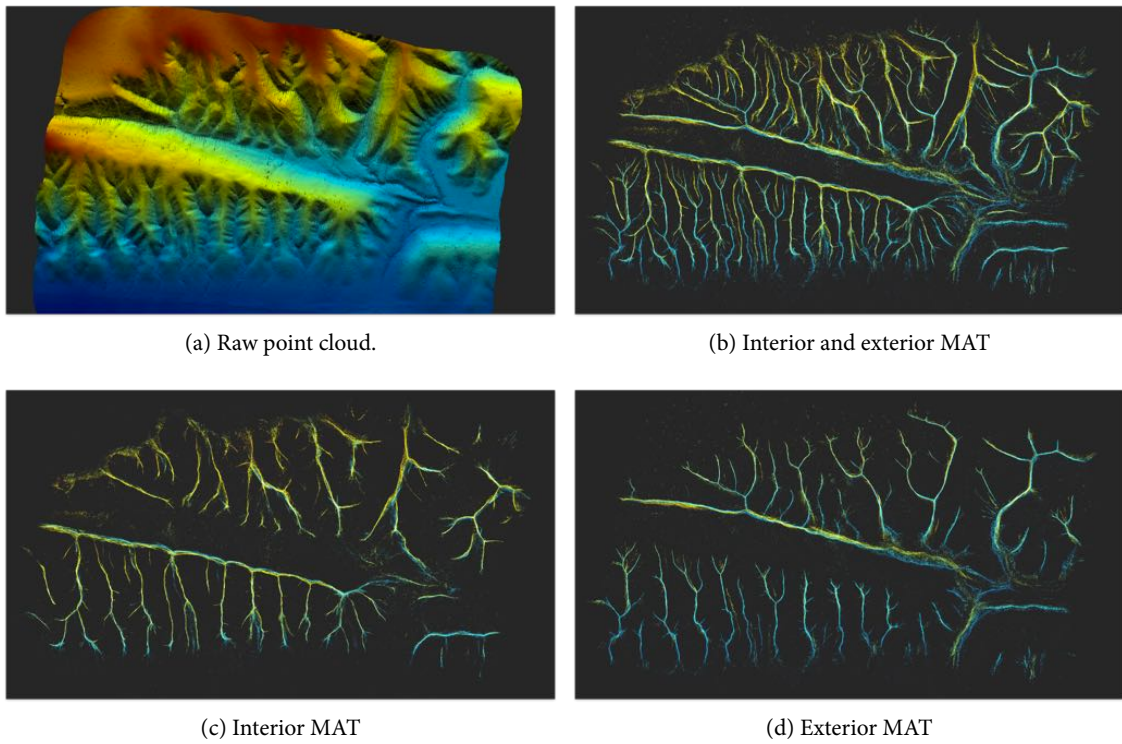 (a) Raw point cloud.
(b) Interior and exterior MAT
(c) Interior MAT
(d) Exterior MAT